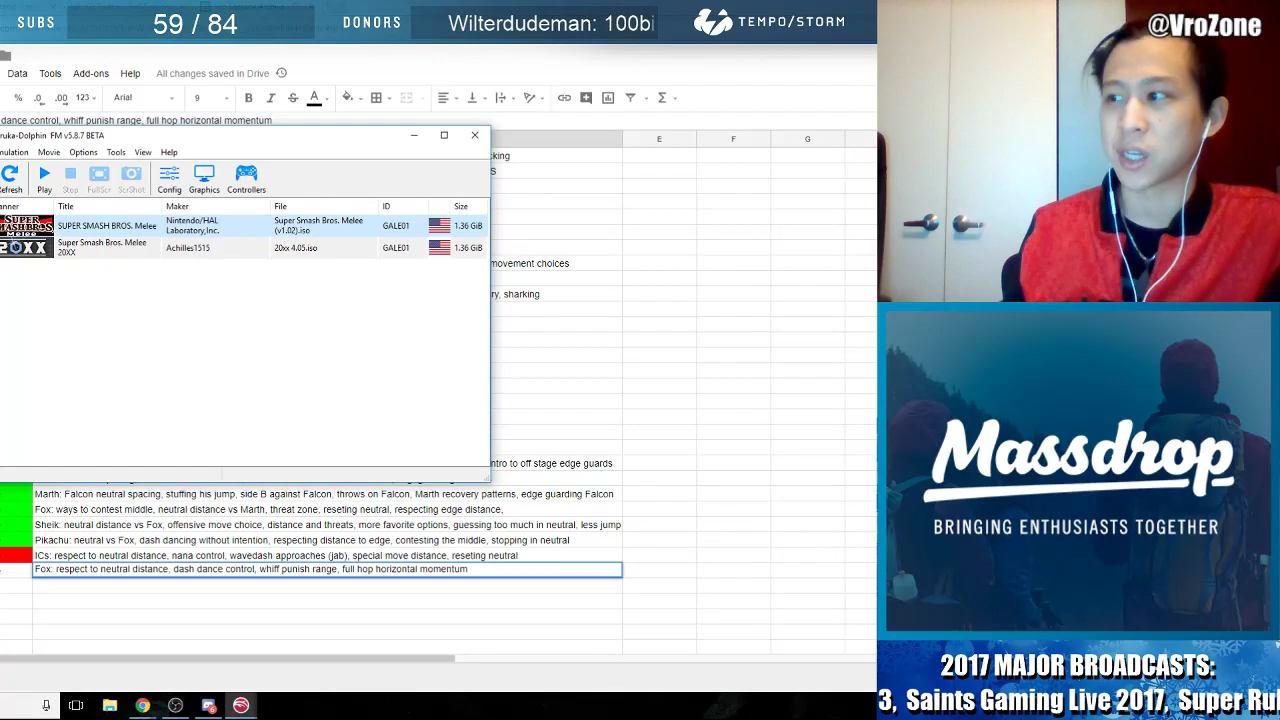 SUBS 59 / 84 DONORS Wilterdudeman: 100bi TEMPO/STORM
@VroZone
Data Tools Add-ons Help All changes saved in Drive
% .0 .00 123 Arial 9 B I S A
dance control, whiff punish range, full hop horizontal momentum
ruka-Dolphin FM v5.8.7 BETA
E F G
mulation Movie Options Tools View Help
Refresh Play Stop FullScr ScrShot Config Graphics Controllers
cking
s
anner Title Maker File ID Size
SUPER SMASH BROS. Melee SUPER SMASH BROS. Melee Nintendo/HAL Laboratory,Inc. Super Smash Bros. Melee (v1.02).iso GALE01 1.36 GiB
20XX Super Smash Bros. Melee 20XX Achilles1515 20xx 4.05.iso GALE01 1.36 GiB
movement choices
ry, sharking
ntro to off stage edge guards
Marth: Falcon neutral spacing, stuffing his jump, side B against Falcon, throws on Falcon, Marth recovery patterns, edge guarding Falcon
Fox: ways to contest middle, neutral distance vs Marth, threat zone, reseting neutral, respecting edge distance,
Sheik: neutral distance vs Fox, offensive move choice, distance and threats, more favorite options, guessing too much in neutral, less jump
Pikachu: neutral vs Fox, dash dancing without intention, respecting distance to edge, contesting the middle, stopping in neutral
ICs: respect to neutral distance, nana control, wavedash approaches (jab), special move distance, reseting neutral
Fox: respect to neutral distance, dash dance control, whiff punish range, full hop horizontal momentum
Massdrop
BRINGING ENTHUSIASTS TOGETHER
2017 MAJOR BROADCASTS:
3, Saints Gaming Live 2017, Super Ru